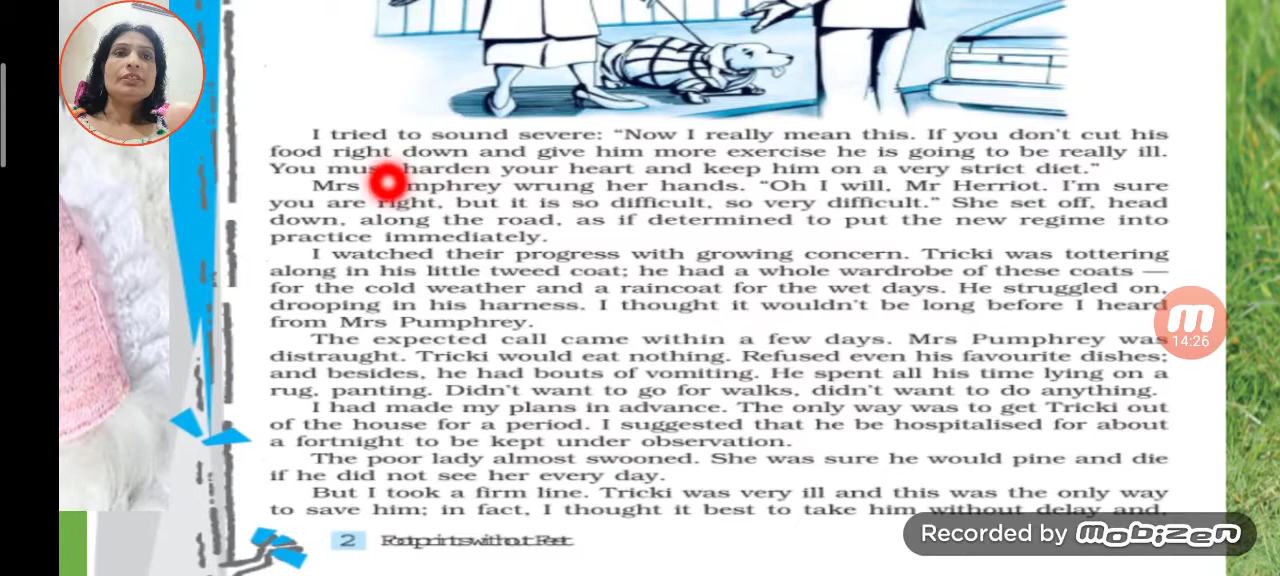 I tried to sound severe: “Now I really mean this. If you don't cut his
food right down and give him more exercise he is going to be really ill.
You must harden your heart and keep him on a very strict diet.”
Mrs Pumphrey wrung her hands. “Oh I will, Mr Herriot. I'm sure
you are right, but it is so difficult, so very difficult.” She set off, head
down, along the road, as if determined to put the new regime into
practice immediately.
I watched their progress with growing concern. Tricki was tottering
along in his little tweed coat; he had a whole wardrobe of these coats —
for the cold weather and a raincoat for the wet days. He struggled on,
drooping in his harness. I thought it wouldn't be long before I heard
from Mrs Pumphrey.
The expected call came within a few days. Mrs Pumphrey was
distraught. Tricki would eat nothing. Refused even his favourite dishes;
and besides, he had bouts of vomiting. He spent all his time lying on a
rug, panting. Didn't want to go for walks, didn't want to do anything.
I had made my plans in advance. The only way was to get Tricki out
of the house for a period. I suggested that he be hospitalised for about
a fortnight to be kept under observation.
The poor lady almost swooned. She was sure he would pine and die
if he did not see her every day.
But I took a firm line. Tricki was very ill and this was the only way
to save him; in fact, I thought it best to take him without delay and,
2 Footprints without Feet
14:26
Recorded by mobizen